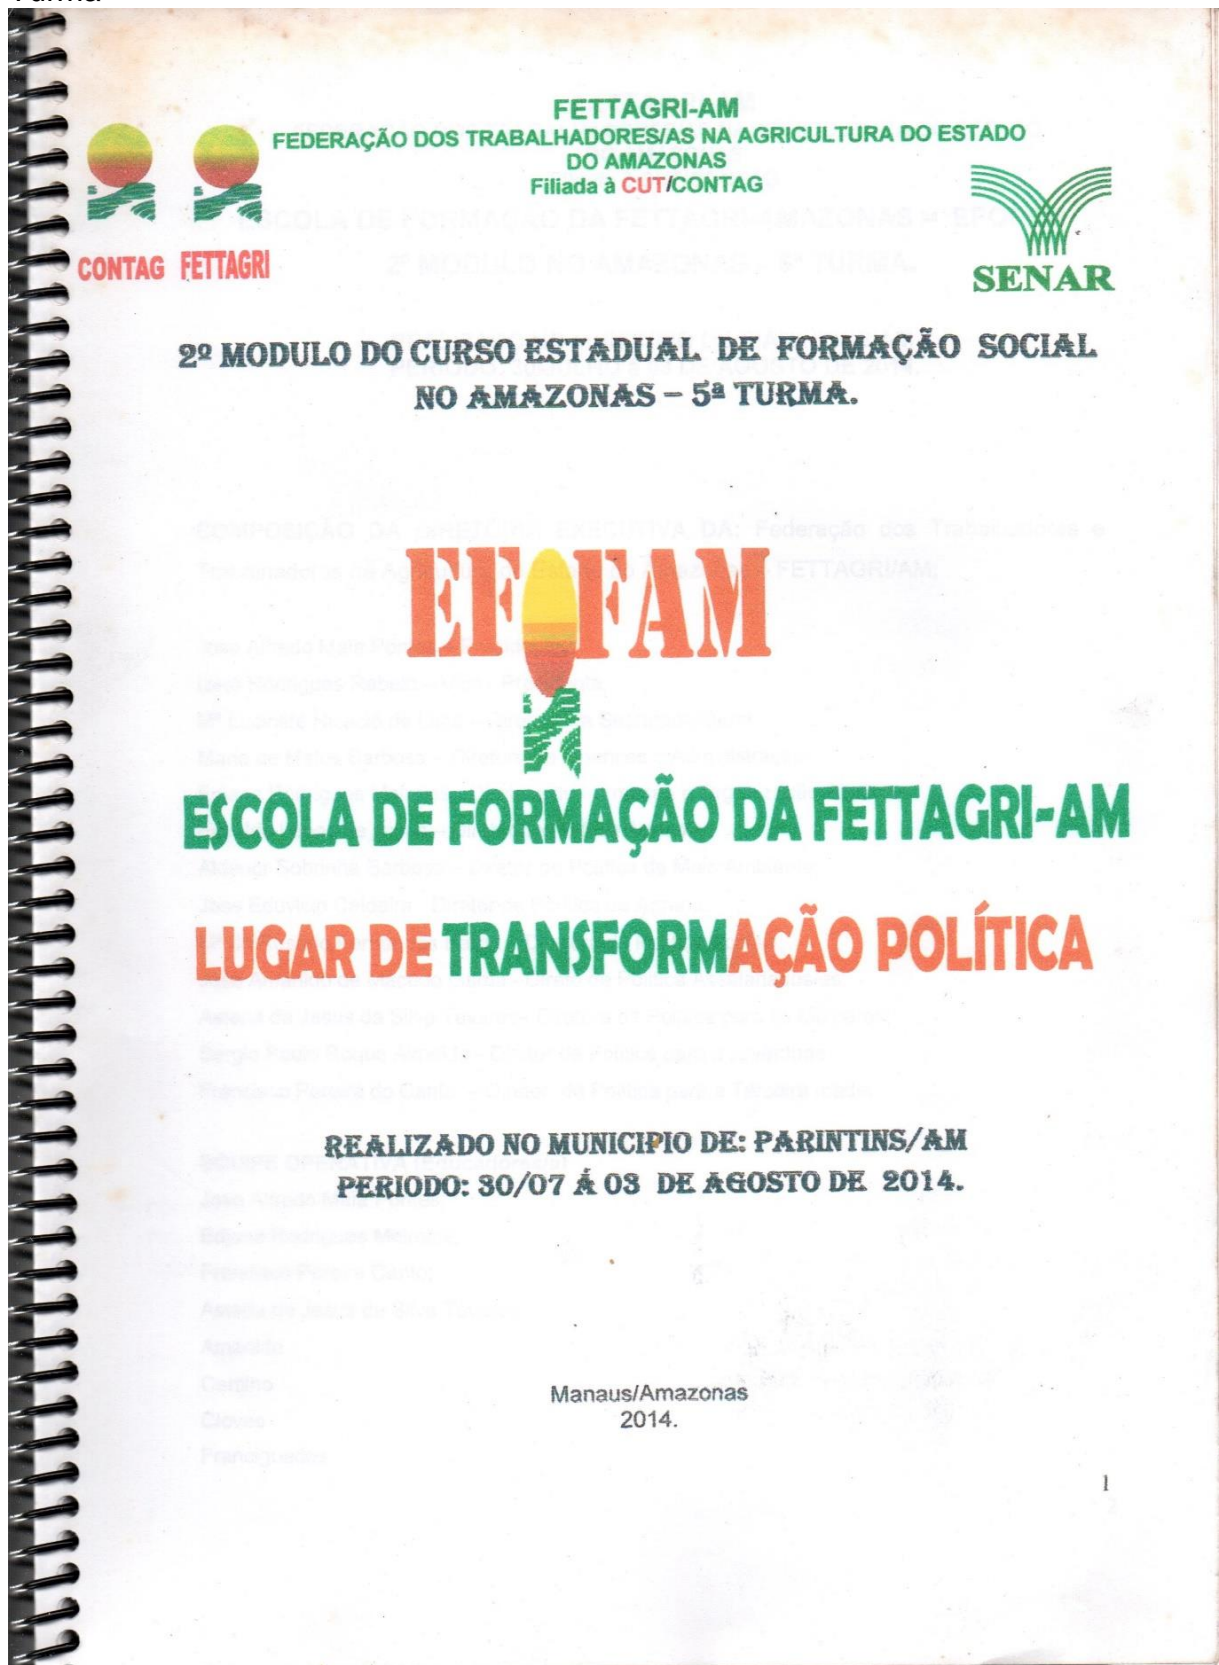 FETTAGRI-AM
FEDERAÇÃO DOS TRABALHADORES/AS NA AGRICULTURA DO ESTADO
DO AMAZONAS
Filiada à CUT/CONTAG
CONTAG FETTAGRI
SENAR
2º MODULO DO CURSO ESTADUAL DE FORMAÇÃO SOCIAL
NO AMAZONAS – 5ª TURMA.
EFOFAM
ESCOLA DE FORMAÇÃO DA FETTAGRI-AM
LUGAR DE TRANSFORMAÇÃO POLÍTICA
REALIZADO NO MUNICIPIO DE: PARINTINS/AM
PERIODO: 30/07 Á 03 DE AGOSTO DE 2014.
Manaus/Amazonas
2014.
1